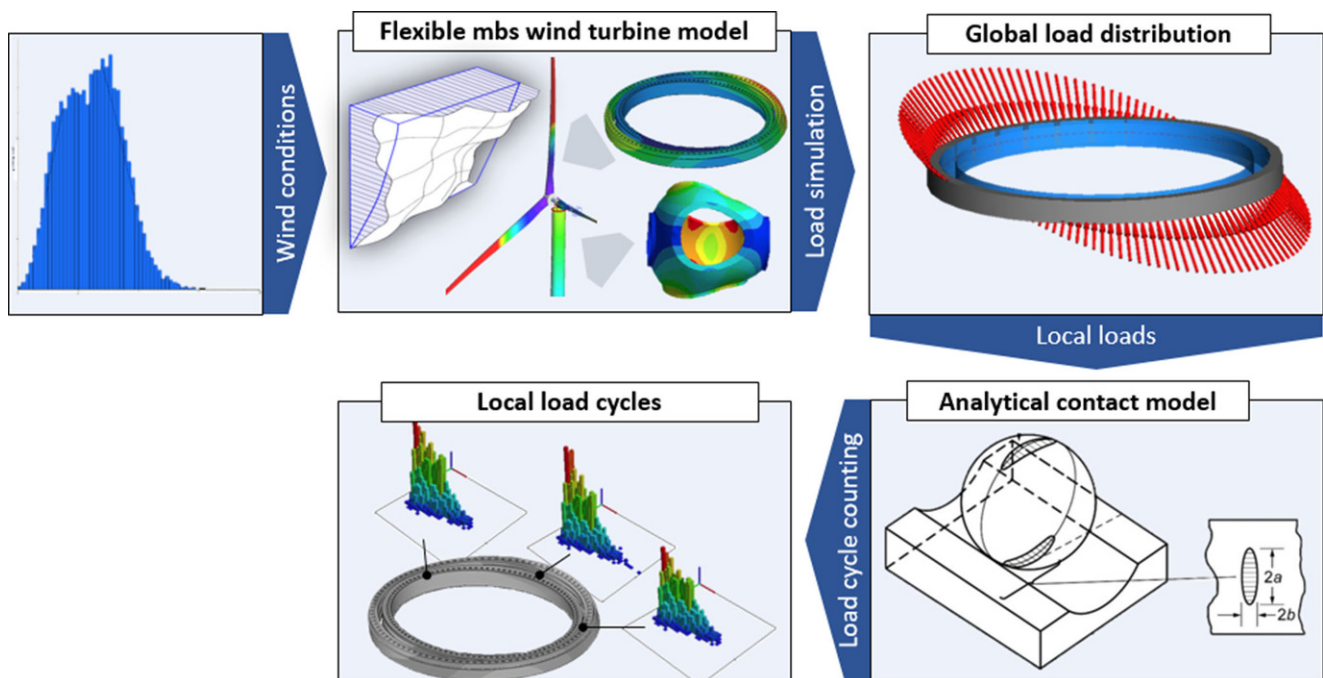 Flexible mbs wind turbine model
Global load distribution
Wind conditions
Load simulation
Local loads
Local load cycles
Analytical contact model
Load cycle counting
2a
2b